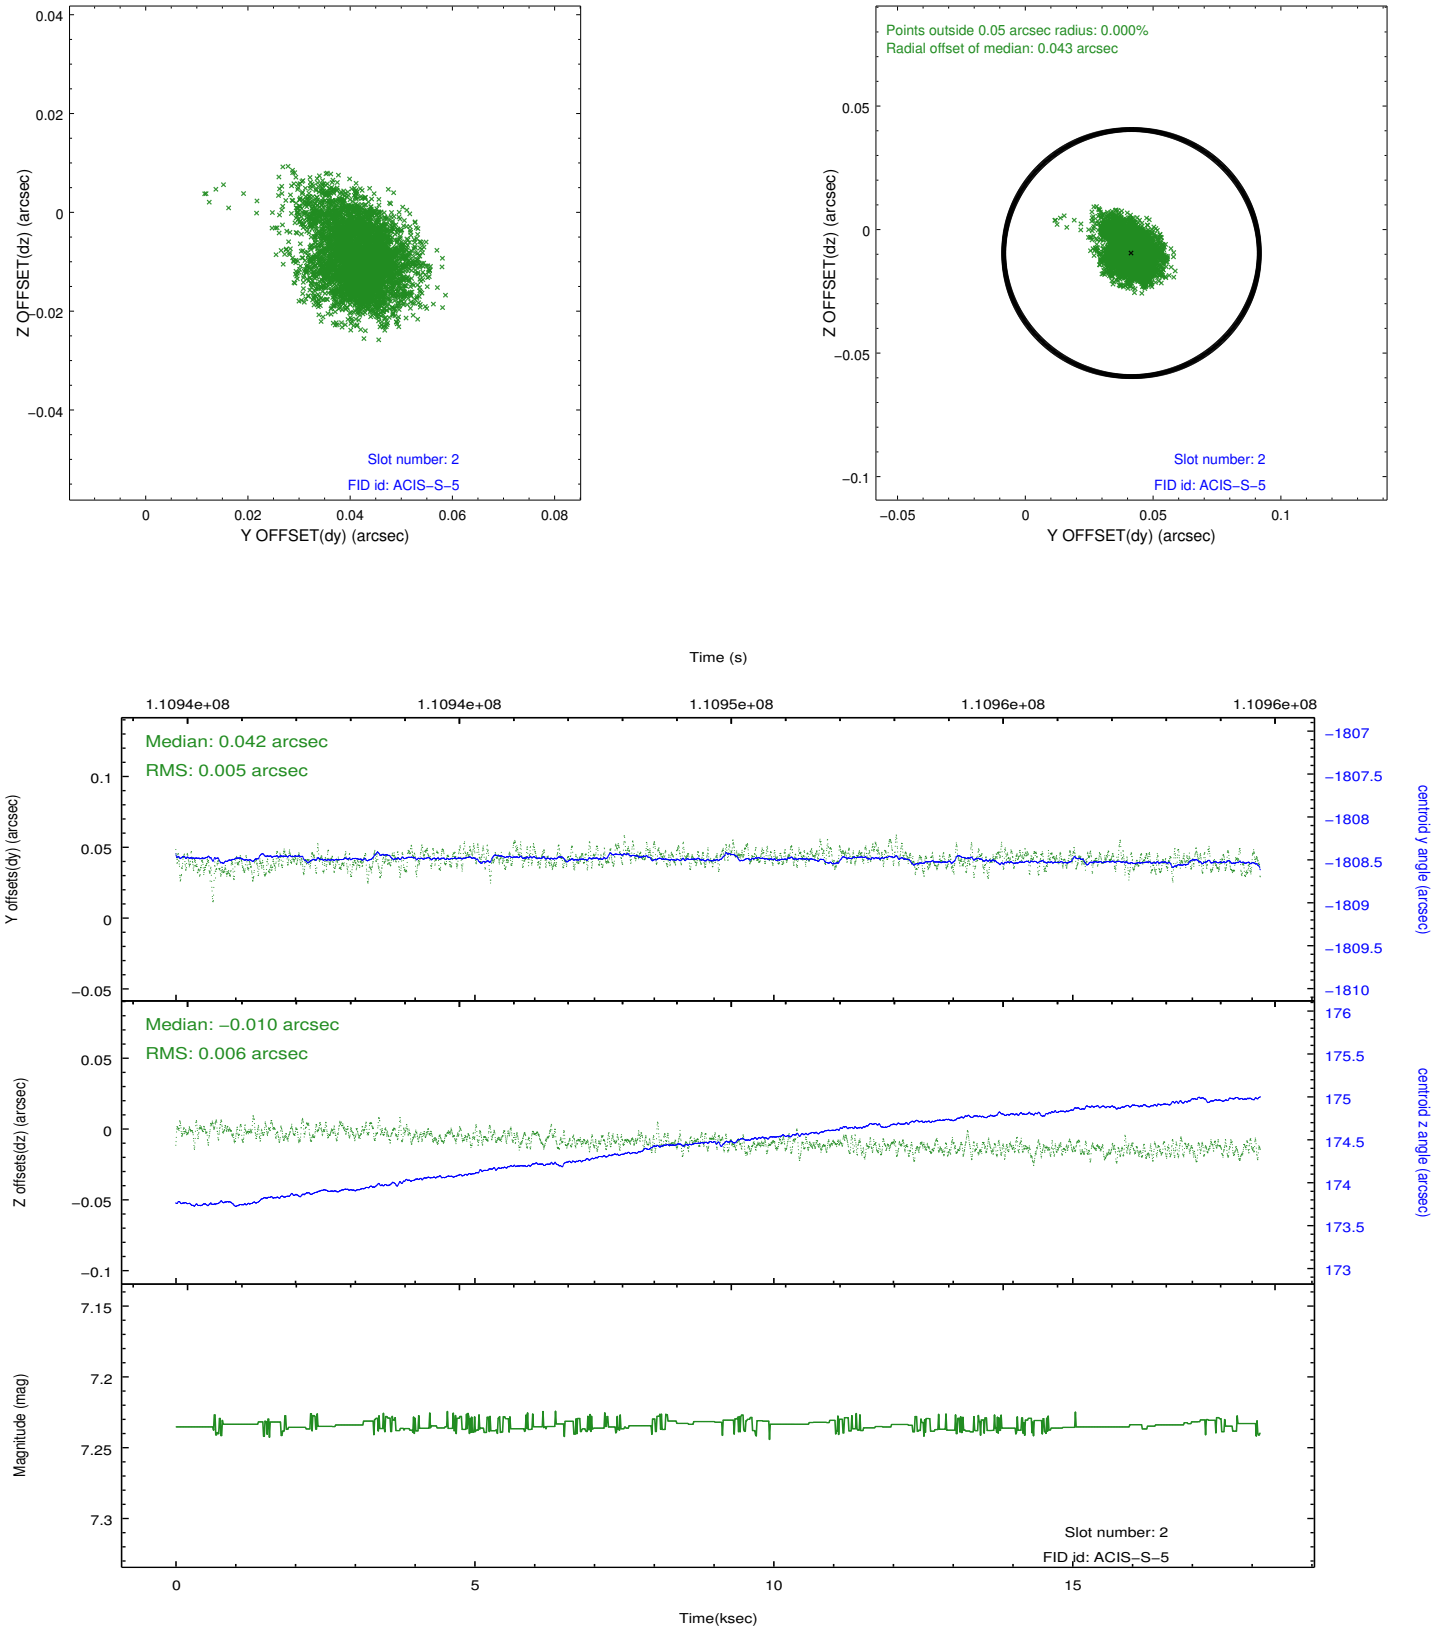 0.04
0.02
0
−0.02
−0.04
Z OFFSET(dz) (arcsec)
0
0.02
0.04
0.06
0.08
Y OFFSET(dy) (arcsec)
Slot number: 2
FID id: ACIS−S−5
Points outside 0.05 arcsec radius: 0.000%
Radial offset of median: 0.043 arcsec
0.05
0
−0.05
−0.1
Z OFFSET(dz) (arcsec)
−0.05
0
0.05
0.1
Y OFFSET(dy) (arcsec)
Slot number: 2
FID id: ACIS−S−5
Time (s)
1.1094e+08
1.1094e+08
1.1095e+08
1.1096e+08
1.1096e+08
Median: 0.042 arcsec
RMS: 0.005 arcsec
0.1
0.05
0
−0.05
Y offsets(dy) (arcsec)
−1807
−1807.5
−1808
−1808.5
−1809
−1809.5
−1810
centroid y angle (arcsec)
Median: −0.010 arcsec
RMS: 0.006 arcsec
0.05
0
−0.05
−0.1
Z offsets(dz) (arcsec)
176
175.5
175
174.5
174
173.5
173
centroid z angle (arcsec)
7.15
7.2
7.25
7.3
Magnitude (mag)
Slot number: 2
FID id: ACIS−S−5
0
5
10
15
Time(ksec)